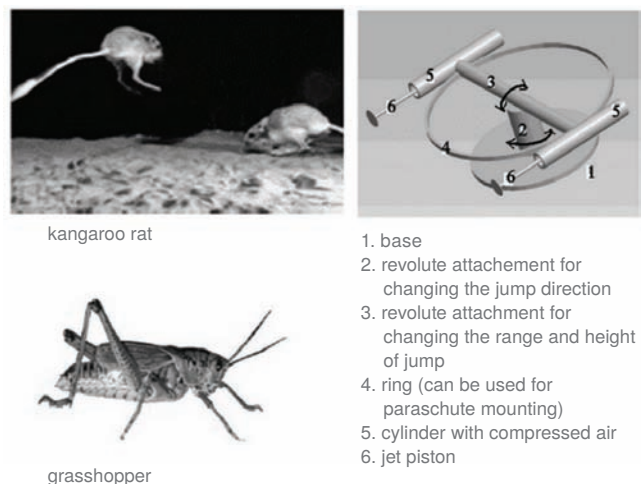 5
3
6
5
2
4
6
1
kangaroo rat
1. base
2. revolute attachement for
changing the jump direction
3. revolute attachment for
changing the range and height
of jump
4. ring (can be used for
paraschute mounting)
5. cylinder with compressed air
6. jet piston
grasshopper